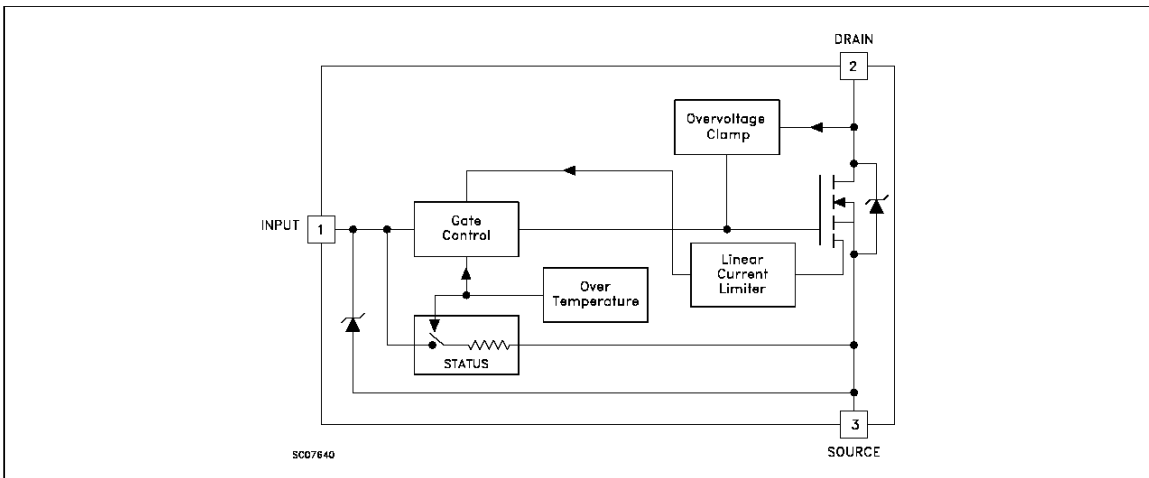 DRAIN
2
Overvoltage
Clamp
INPUT
1
Gate
Control
Linear
Current
Limiter
Over
Temperature
STATUS
3
SOURCE
SC07640